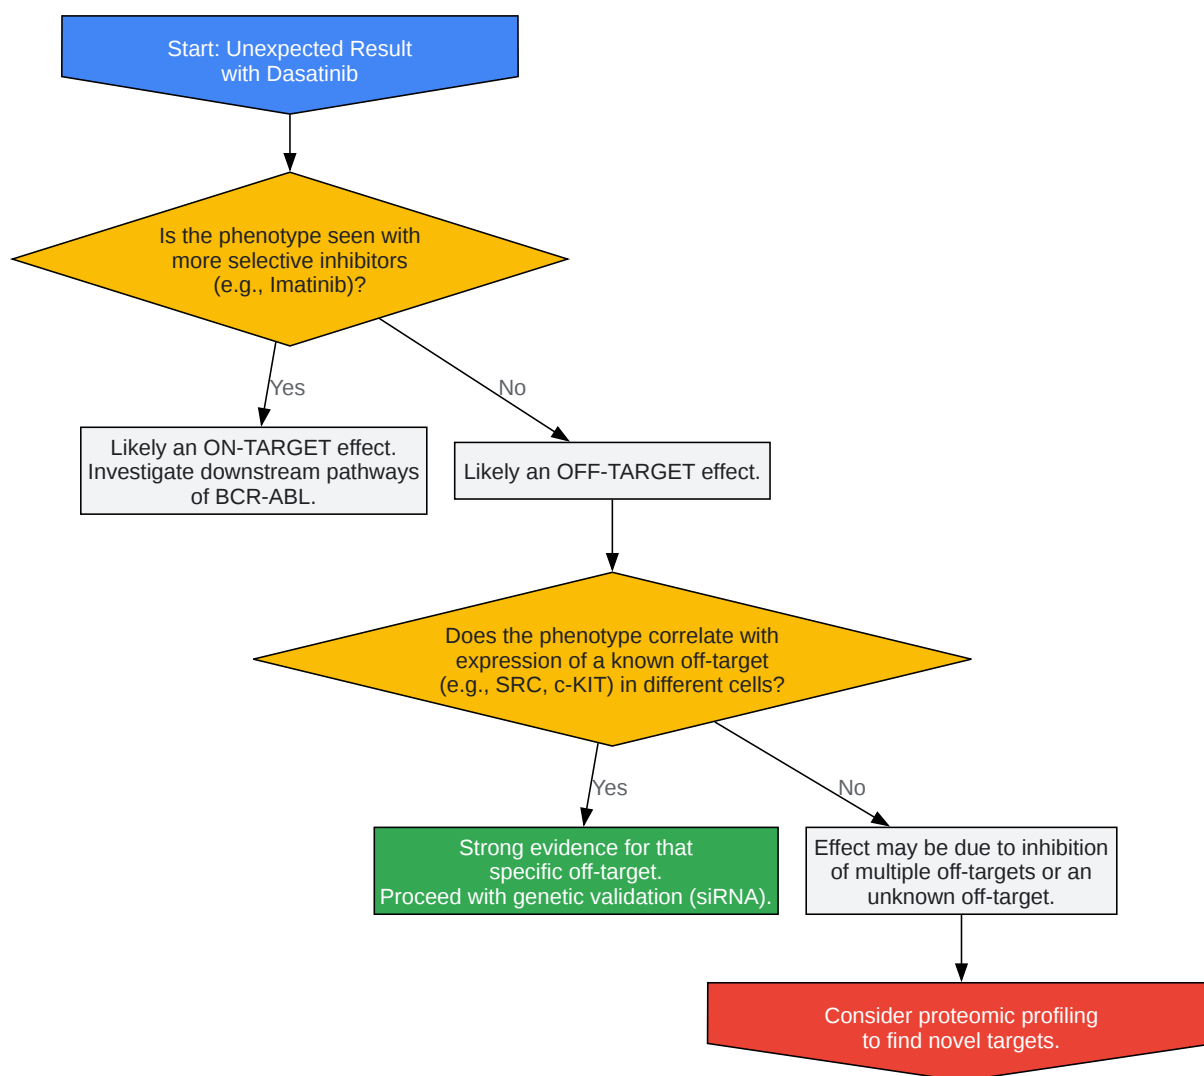 Start: Unexpected Result
with Dasatinib
Is the phenotype seen with
more selective inhibitors
(e.g., Imatinib)?
Yes
No
Likely an ON-TARGET effect.
Investigate downstream pathways
of BCR-ABL.
Likely an OFF-TARGET effect.
Does the phenotype correlate with
expression of a known off-target
(e.g., SRC, c-KIT) in different cells?
Yes
No
Strong evidence for that
specific off-target.
Proceed with genetic validation (siRNA).
Effect may be due to inhibition
of multiple off-targets or an
unknown off-target.
Consider proteomic profiling
to find novel targets.